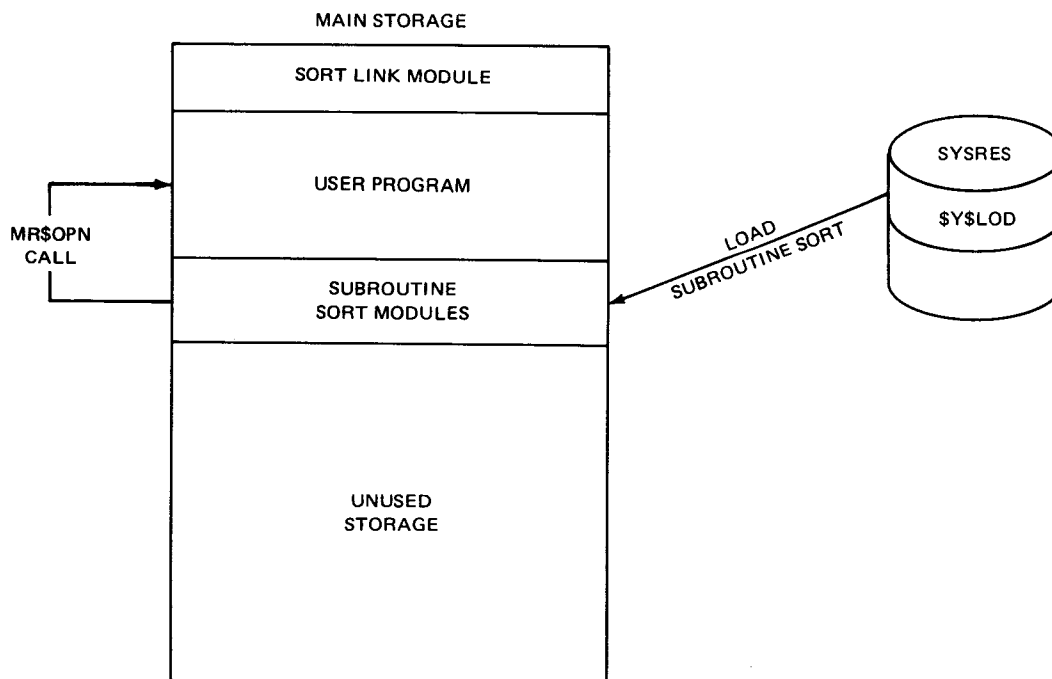 MAIN STORAGE
SORT LINK MODULE
USER PROGRAM
SUBROUTINE
SORT MODULES
UNUSED
STORAGE
MR$OPN
CALL
LOAD
SUBROUTINE SORT
SYSRES
$Y$LOD